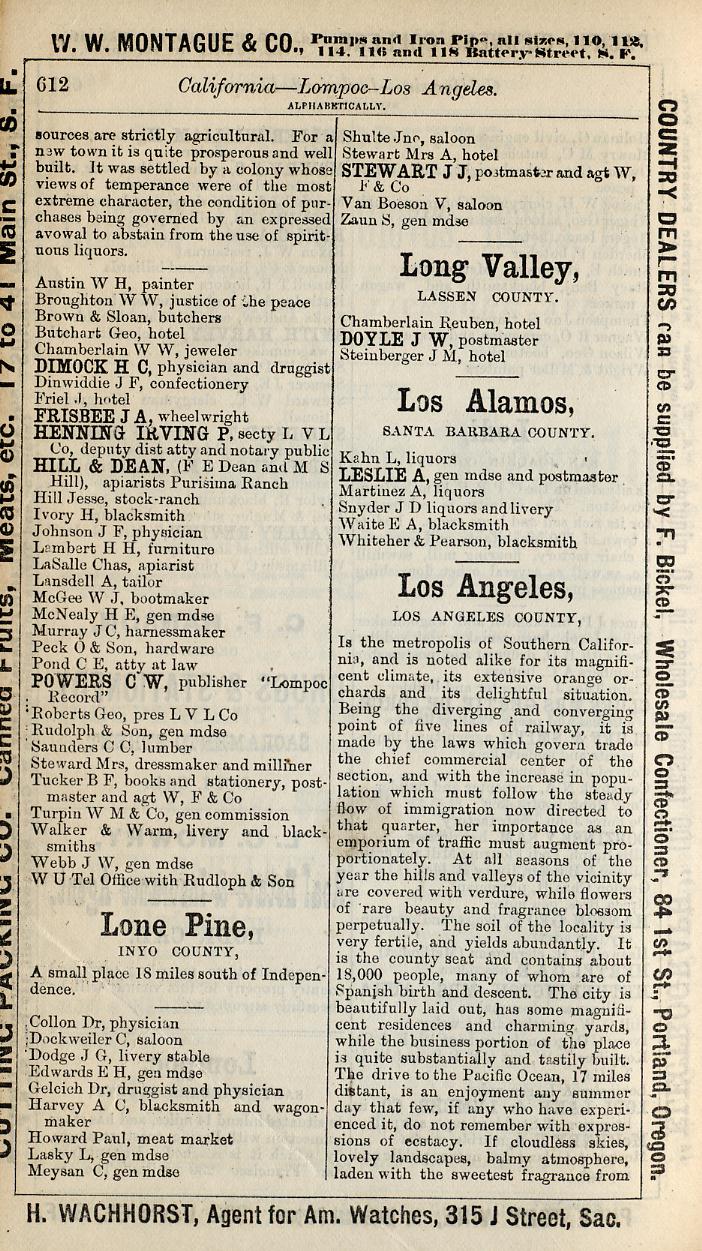 W. W. MONTAGUE & CO., Pumps and Iron Pipe, all sizes, 110, 112,
114, 116 and 118 Battery Street, S. F.
612 California—Lompoc—Los Angeles.
ALPHABETICALLY.
sources are strictly agricultural. For a
new town it is quite prosperous and well
built. It was settled by a colony whose
views of temperance were of the most
extreme character, the condition of pur-
chases being governed by an expressed
avowal to abstain from the use of spirit-
uous liquors.
Austin W H, painter
Broughton W W, justice of the peace
Brown & Sloan, butchers
Butchart Geo, hotel
Chamberlain W W, jeweler
DIMOCK H C, physician and druggist
Dinwiddie J F, confectionery
Friel J, hotel
FRISBEE J A, wheelwright
HENNING IRVING P, secty L V L
Co, deputy dist atty and notary public
HILL & DEAN, (F E Dean and M S
Hill), apiarists Purisima Ranch
Hill Jesse, stock-ranch
Ivory H, blacksmith
Johnson J F, physician
Lambert H H, furniture
LaSalle Chas, apiarist
Lansdell A, tailor
McGee W J, bootmaker
McNealy H E, gen mdse
Murray J C, harnessmaker
Peck O & Son, hardware
Pond C E, atty at law
POWERS C W, publisher "Lompoc
Record"
Roberts Geo, pres L V L Co
Rudolph & Son, gen mdse
Saunders C C, lumber
Steward Mrs, dressmaker and milliner
Tucker B F, books and stationery, post-
master and agt W, F & Co
Turpin W M & Co, gen commission
Walker & Warm, livery and black-
smiths
Webb J W, gen mdse
W U Tel Office with Rudloph & Son
Lone Pine,
INYO COUNTY,
A small place 18 miles south of Indepen-
dence.
Collon Dr, physician
Dockweiler C, saloon
Dodge J G, livery stable
Edwards E H, gen mdse
Gelcich Dr, druggist and physician
Harvey A C, blacksmith and wagon-
maker
Howard Paul, meat market
Lasky L, gen mdse
Meysan C, gen mdse
Shulte Jno, saloon
Stewart Mrs A, hotel
STEWART J J, postmaster and agt W,
F & Co
Van Boeson V, saloon
Zaun S, gen mdse
Long Valley,
LASSEN COUNTY.
Chamberlain Reuben, hotel
DOYLE J W, postmaster
Steinberger J M, hotel
Los Alamos,
SANTA BARBARA COUNTY.
Kahn L, liquors
LESLIE A, gen mdse and postmaster
Martinez A, liquors
Snyder J D liquors and livery
Waite E A, blacksmith
Whiteher & Pearson, blacksmith
Los Angeles,
LOS ANGELES COUNTY,
Is the metropolis of Southern Califor-
nia, and is noted alike for its magnifi-
cent climate, its extensive orange or-
chards and its delightful situation.
Being the diverging and converging
point of five lines of railway, it is
made by the laws which govern trade
the chief commercial center of the
section, and with the increase in popu-
lation which must follow the steady
flow of immigration now directed to
that quarter, her importance as an
emporium of traffic must augment pro-
portionately. At all seasons of the
year the hills and valleys of the vicinity
are covered with verdure, while flowers
of rare beauty and fragrance blossom
perpetually. The soil of the locality is
very fertile, and yields abundantly. It
is the county seat and contains about
18,000 people, many of whom are of
Spanish birth and descent. The city is
beautifully laid out, has some magnifi-
cent residences and charming yards,
while the business portion of the place
is quite substantially and tastily built.
The drive to the Pacific Ocean, 17 miles
distant, is an enjoyment any summer
day that few, if any who have experi-
enced it, do not remember with expres-
sions of ecstacy. If cloudless skies,
lovely landscapes, balmy atmosphere,
laden with the sweetest fragrance from
COUNTRY DEALERS can be supplied by F. Bickel, Wholesale Confectioner, 84 1st St., Portland, Oregon.
CUTTING PACKING CO. Canned Fruits, Meats, etc. 17 to 41 Main St., S. F.
H. WACHHORST, Agent for Am. Watches, 315 J Street, Sac.